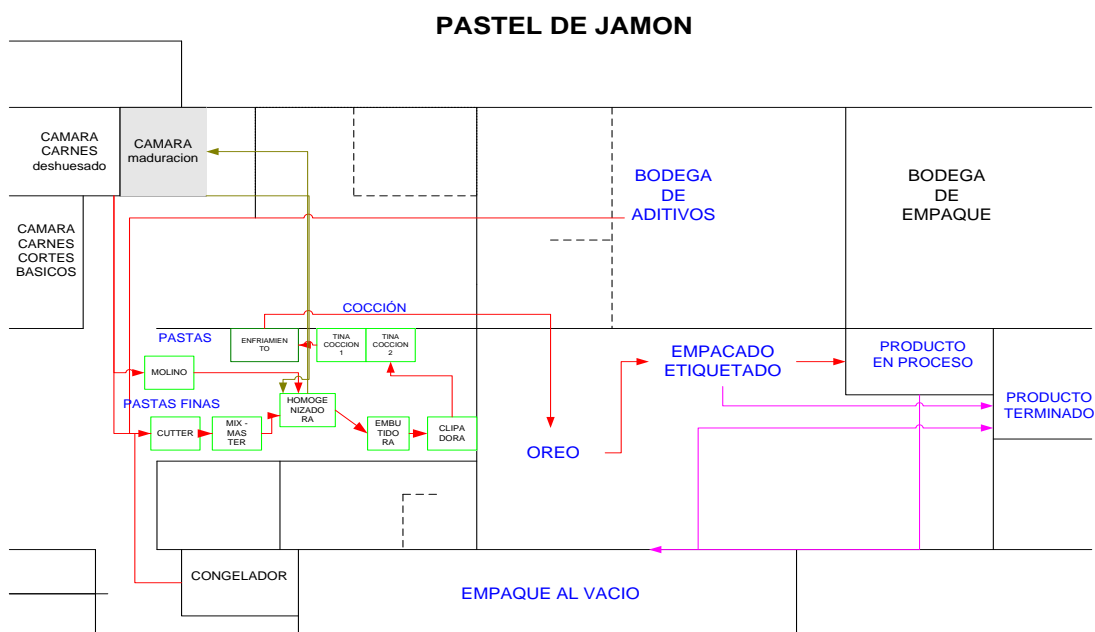 PASTEL DE JAMON
CAMARA
CARNES
deshuesado
CAMARA
maduracion
BODEGA
DE
ADITIVOS
BODEGA
DE
EMPAQUE
CAMARA
CARNES
CORTES
BASICOS
COCCIÓN
PASTAS
ENFRIAMIEN
TO
TINA
COCCION
1
TINA
COCCION
2
EMPACADO
ETIQUETADO
PRODUCTO
EN PROCESO
MOLINO
PASTAS FINAS
HOMOGE
NIZADO
RA
PRODUCTO
TERMINADO
CUTTER
MIX -
MAS
TER
EMBU
TIDO
RA
CLIPA
DORA
OREO
CONGELADOR
EMPAQUE AL VACIO